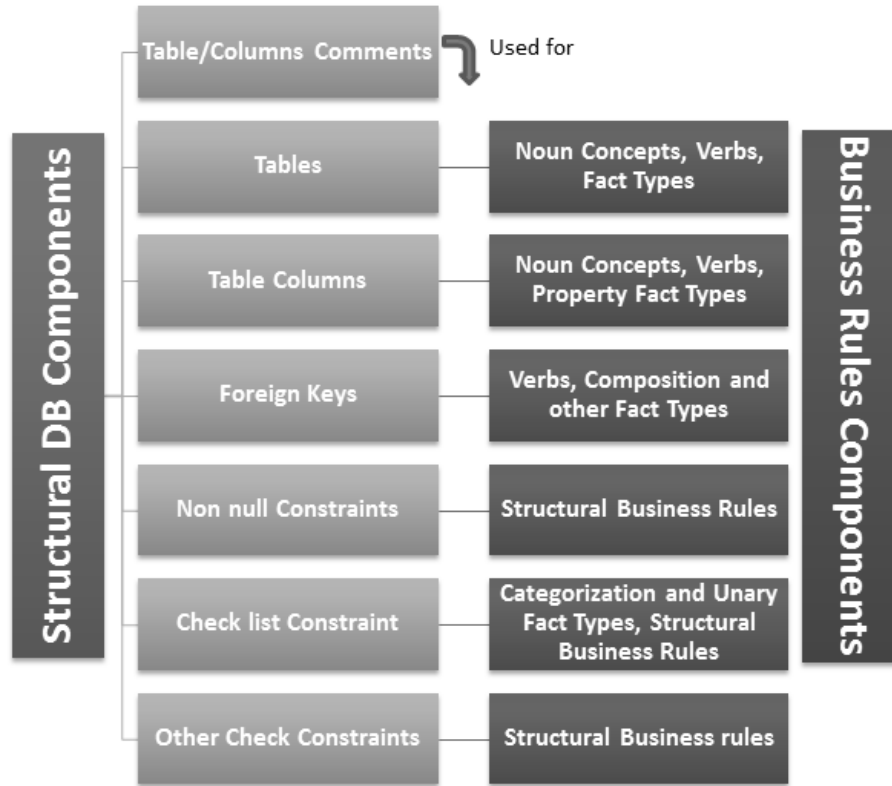 Structural DB Components
Table/Columns Comments
Used for
Tables
Noun Concepts, Verbs,
Fact Types
Table Columns
Noun Concepts, Verbs,
Property Fact Types
Foreign Keys
Verbs, Composition and
other Fact Types
Non null Constraints
Structural Business Rules
Check list Constraint
Categorization and Unary
Fact Types, Structural
Business Rules
Other Check Constraints
Structural Business rules
Business Rules Components